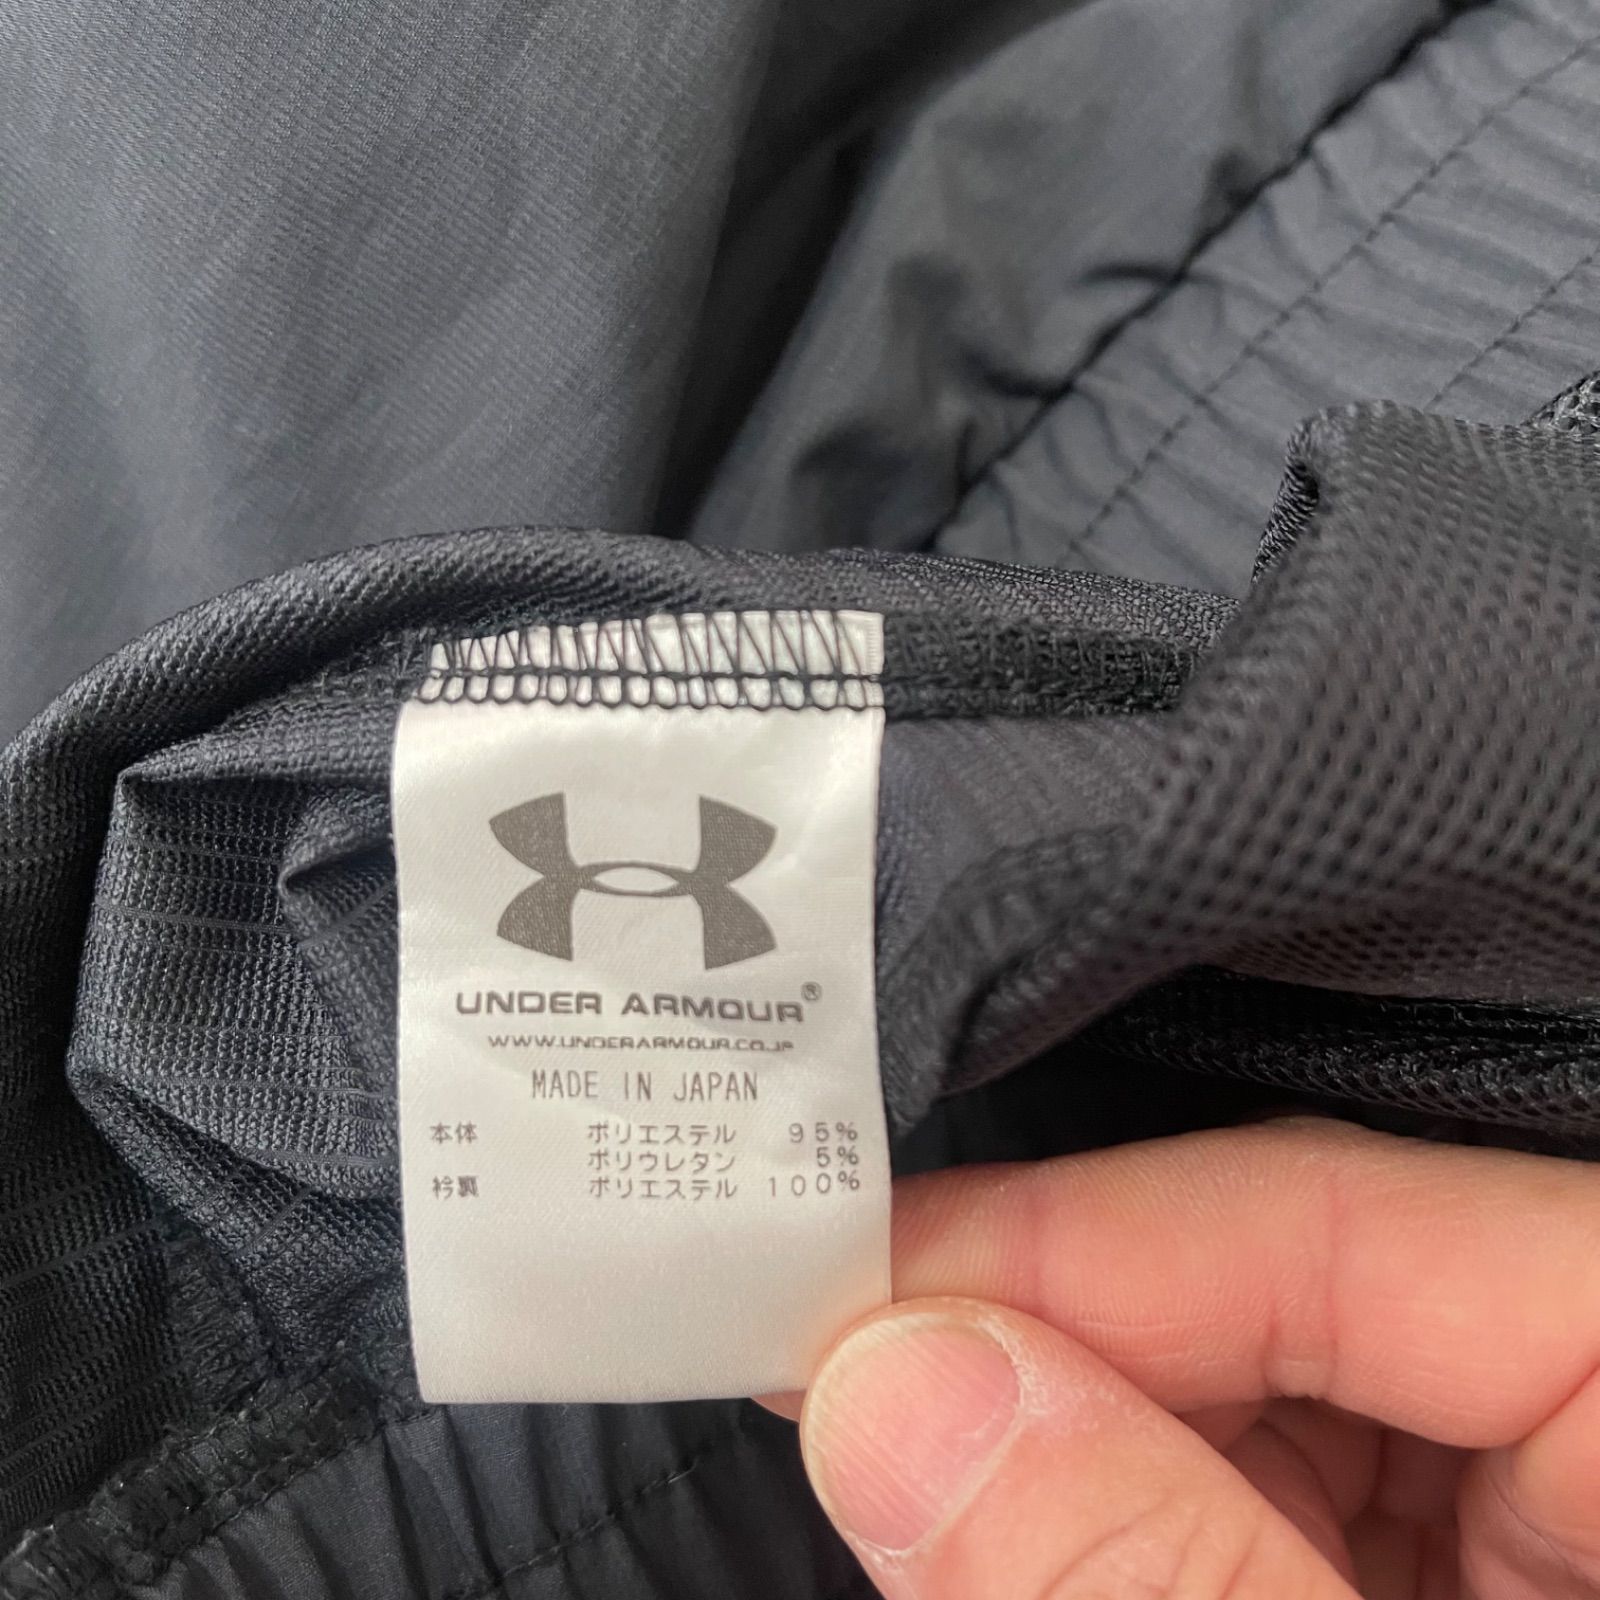 UNDER ARMOUR®
WWW.UNDERARMOUR.CO.JP
MADE IN JAPAN
本体 ポリエステル 95%
ポリウレタン 5%
衿裏 ポリエステル 100%